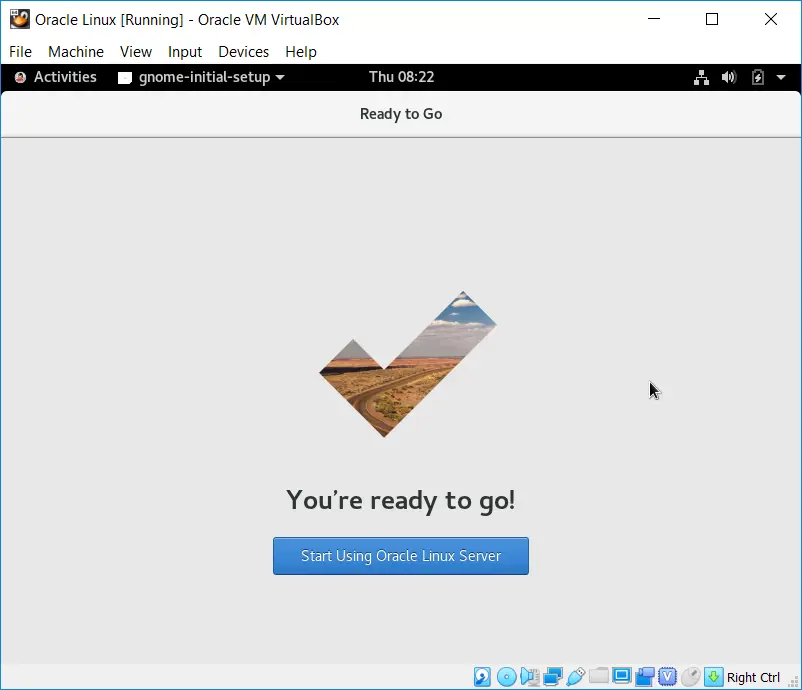 Oracle Linux [Running] - Oracle VM VirtualBox
File Machine View Input Devices Help
Activities gnome-initial-setup Thu 08:22
Ready to Go
You're ready to go!
Start Using Oracle Linux Server
V Right Ctrl